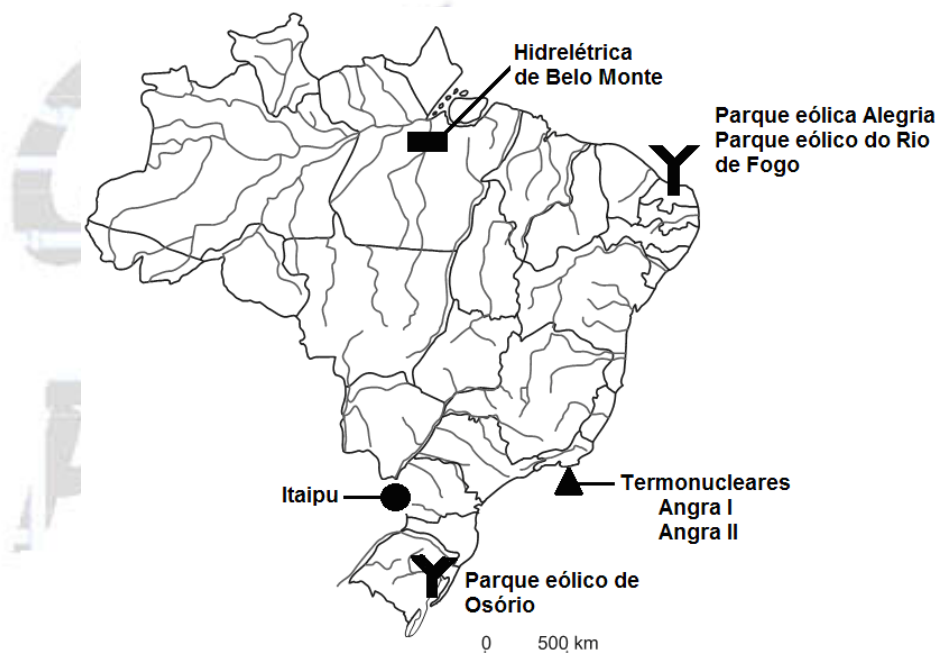 Hidrelétrica
de Belo Monte
Parque eólica Alegria
Parque eólico do Rio
de Fogo
Itaipu
Termonucleares
Angra I
Angra II
Parque eólico de
Osório
0 500 km